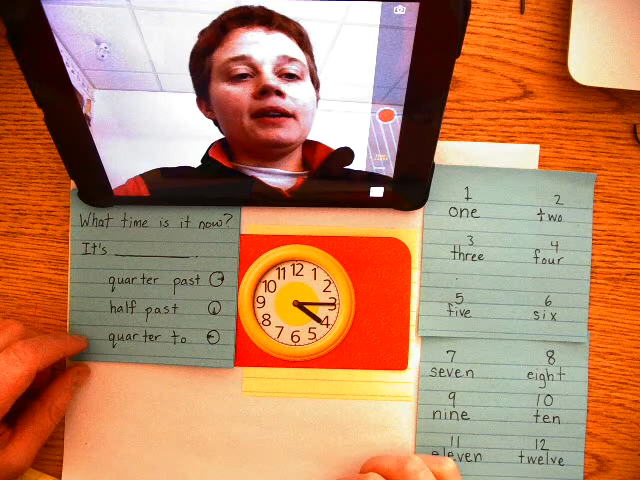 What time is it now?
It's
quarter past
half past
quarter to
11 12 1
10 2
9 3
8 4
7 6 5
1 2
one two
3 4
three four
5 6
five six
7 8
seven eight
9 10
nine ten
11 12
eleven twelve